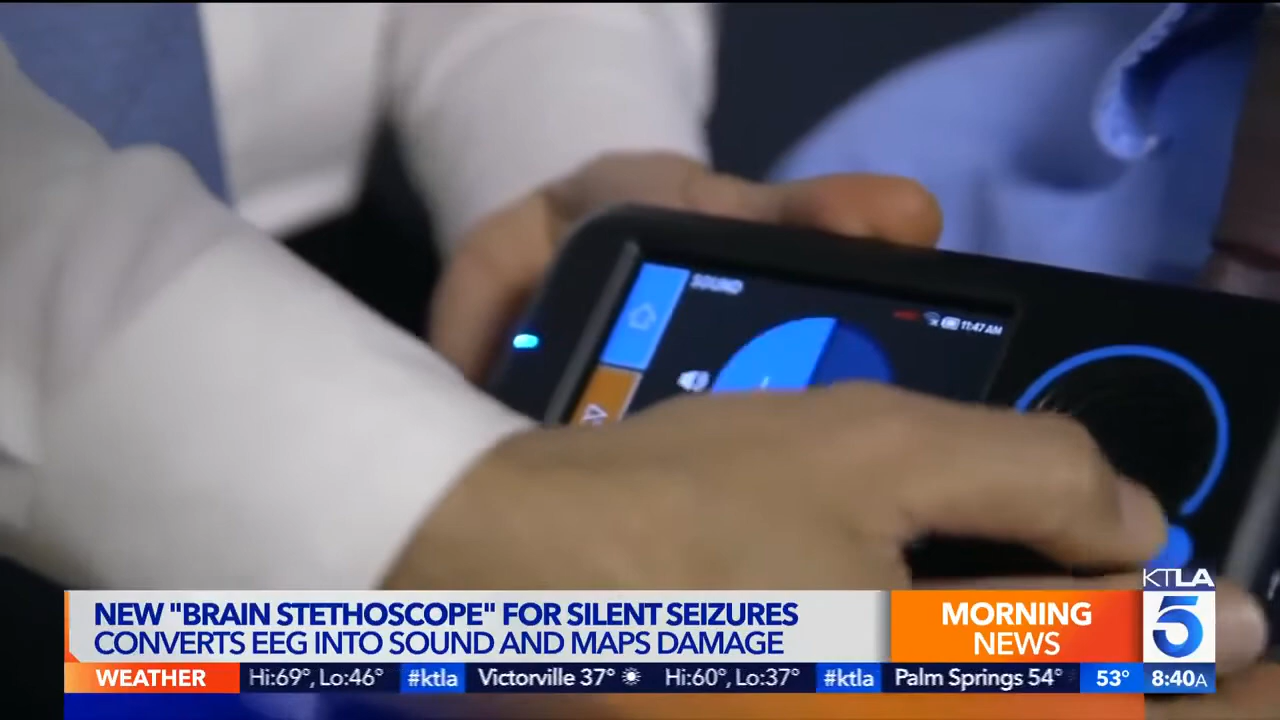 SOUND
11:47 AM
NEW "BRAIN STETHOSCOPE" FOR SILENT SEIZURES
CONVERTS EEG INTO SOUND AND MAPS DAMAGE
MORNING
NEWS
KTLA
5
WEATHER Hi:69°, Lo:46° #ktla Victorville 37° Hi:60°, Lo:37° #ktla Palm Springs 54° 53° 8:40A